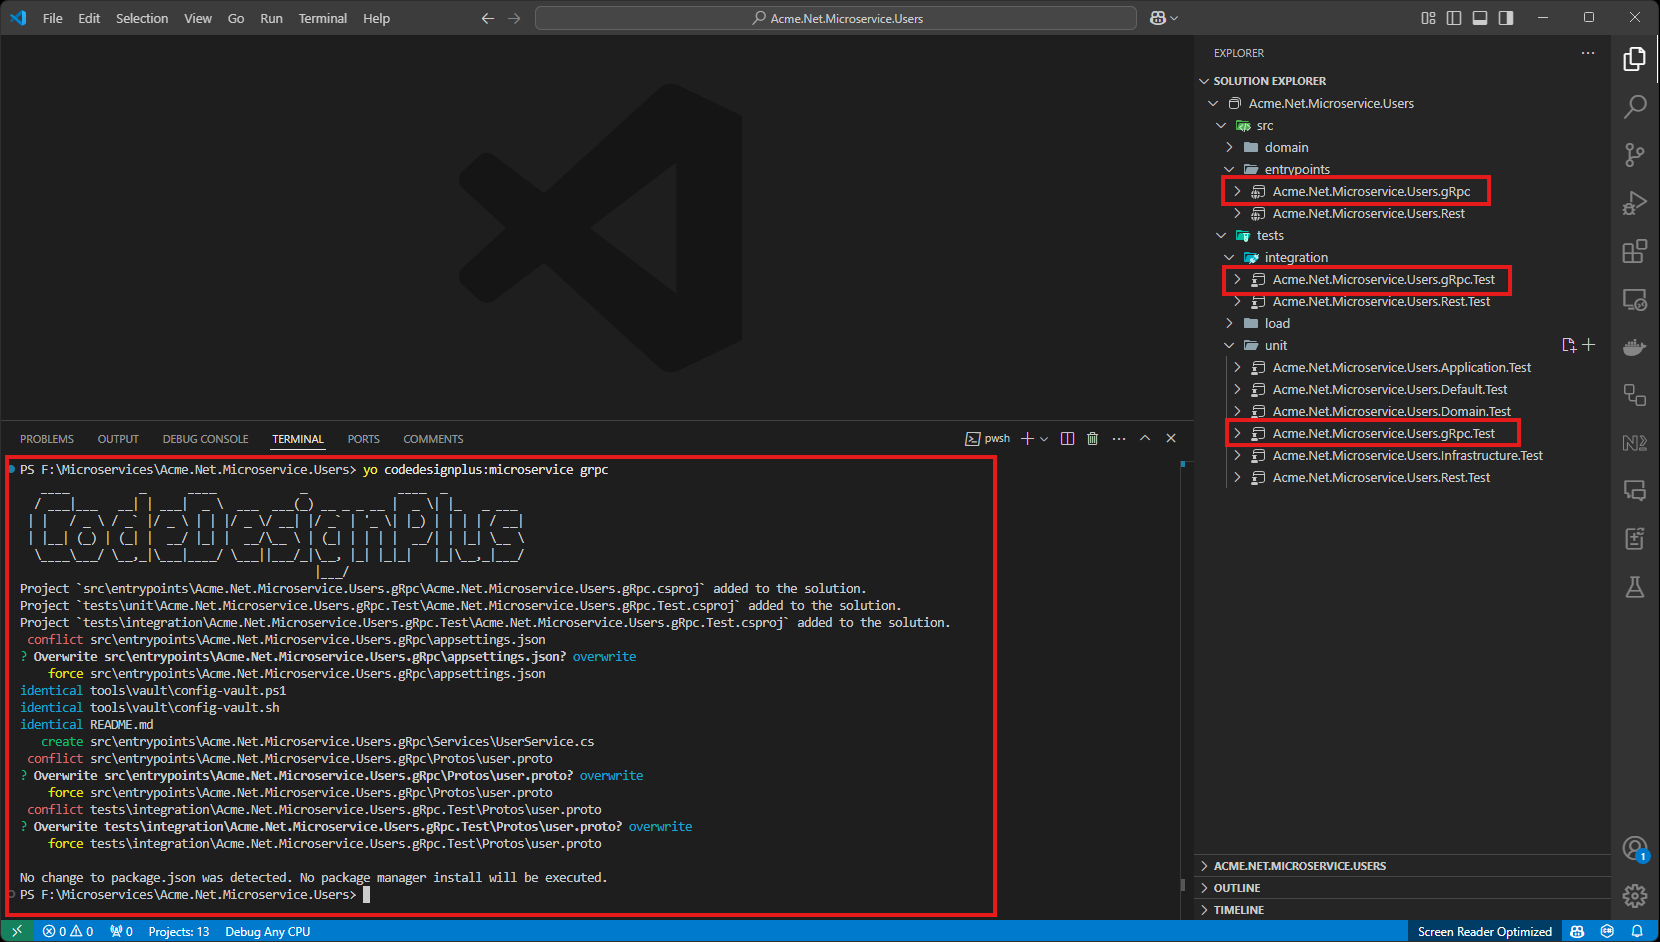 File Edit Selection View Go Run Terminal Help
Acme.Net.Microservice.Users
EXPLORER
SOLUTION EXPLORER
Acme.Net.Microservice.Users
src
domain
entrypoints
Acme.Net.Microservice.Users.gRpc
Acme.Net.Microservice.Users.Rest
tests
integration
Acme.Net.Microservice.Users.gRpc.Test
Acme.Net.Microservice.Users.Rest.Test
load
unit
Acme.Net.Microservice.Users.Application.Test
Acme.Net.Microservice.Users.Default.Test
Acme.Net.Microservice.Users.Domain.Test
Acme.Net.Microservice.Users.gRpc.Test
Acme.Net.Microservice.Users.Infrastructure.Test
Acme.Net.Microservice.Users.Rest.Test
PROBLEMS OUTPUT DEBUG CONSOLE TERMINAL PORTS COMMENTS
pwsh
PS F:\Microservices\Acme.Net.Microservice.Users> yo codedesignplus:microservice grpc
CodeDesignPlus
Project `src\entrypoints\Acme.Net.Microservice.Users.gRpc\Acme.Net.Microservice.Users.gRpc.csproj` added to the solution.
Project `tests\unit\Acme.Net.Microservice.Users.gRpc.Test\Acme.Net.Microservice.Users.gRpc.Test.csproj` added to the solution.
Project `tests\integration\Acme.Net.Microservice.Users.gRpc.Test\Acme.Net.Microservice.Users.gRpc.Test.csproj` added to the solution.
conflict src\entrypoints\Acme.Net.Microservice.Users.gRpc\appsettings.json
? Overwrite src\entrypoints\Acme.Net.Microservice.Users.gRpc\appsettings.json? overwrite
force src\entrypoints\Acme.Net.Microservice.Users.gRpc\appsettings.json
identical tools\vault\config-vault.ps1
identical tools\vault\config-vault.sh
identical README.md
create src\entrypoints\Acme.Net.Microservice.Users.gRpc\Services\UserService.cs
conflict src\entrypoints\Acme.Net.Microservice.Users.gRpc\Protos\user.proto
? Overwrite src\entrypoints\Acme.Net.Microservice.Users.gRpc\Protos\user.proto? overwrite
force src\entrypoints\Acme.Net.Microservice.Users.gRpc\Protos\user.proto
conflict tests\integration\Acme.Net.Microservice.Users.gRpc.Test\Protos\user.proto
? Overwrite tests\integration\Acme.Net.Microservice.Users.gRpc.Test\Protos\user.proto? overwrite
force tests\integration\Acme.Net.Microservice.Users.gRpc.Test\Protos\user.proto
No change to package.json was detected. No package manager install will be executed.
PS F:\Microservices\Acme.Net.Microservice.Users>
ACME.NET.MICROSERVICE.USERS
OUTLINE
TIMELINE
1
0 0 0 Projects: 13 Debug Any CPU
Screen Reader Optimized